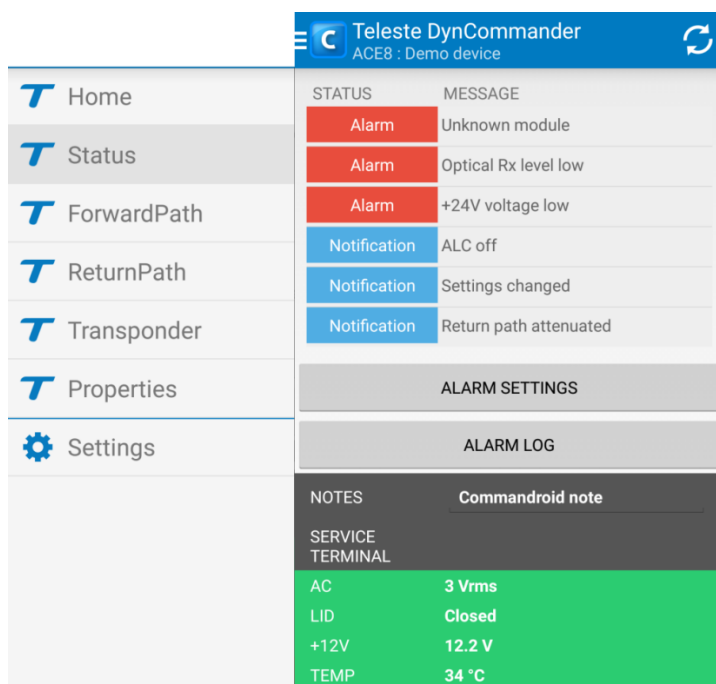 Home
Status
ForwardPath
ReturnPath
Transponder
Properties
Settings
C Teleste DynCommander
ACE8 : Demo device
STATUS MESSAGE
Alarm Unknown module
Alarm Optical Rx level low
Alarm +24V voltage low
Notification ALC off
Notification Settings changed
Notification Return path attenuated
ALARM SETTINGS
ALARM LOG
NOTES Commandroid note
SERVICE
TERMINAL
AC 3 Vrms
LID Closed
+12V 12.2 V
TEMP 34 °C